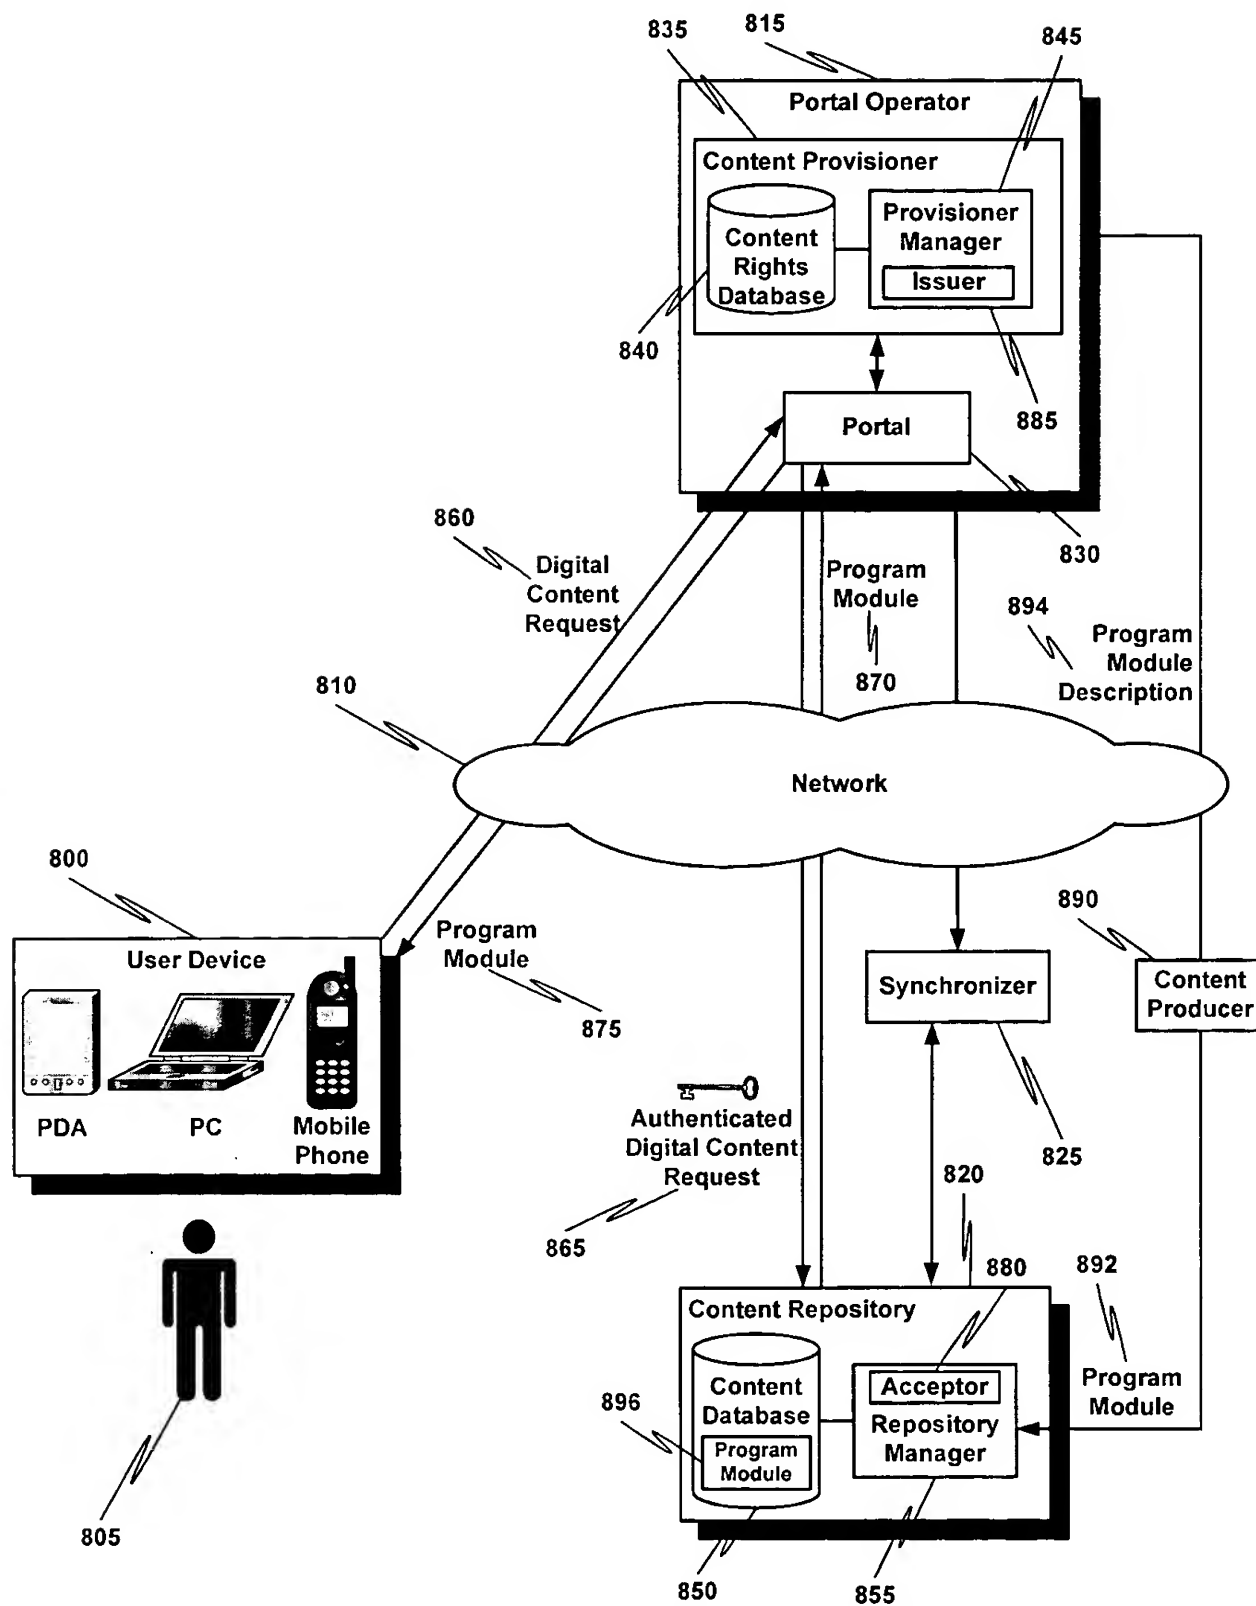 815
835
845
Portal Operator
Content Provisioner
Provisioner
Manager
Issuer
Content
Rights
Database
840
885
Portal
830
860
Digital
Content
Request
Program
Module
870
894
Program
Module
Description
810
Network
800
User Device
PDA
PC
Mobile
Phone
Program
Module
875
890
Content
Producer
Synchronizer
825
Authenticated
Digital Content
Request
865
820
880
892
Program
Module
Content Repository
Content
Database
Program
Module
896
Acceptor
Repository
Manager
805
850
855